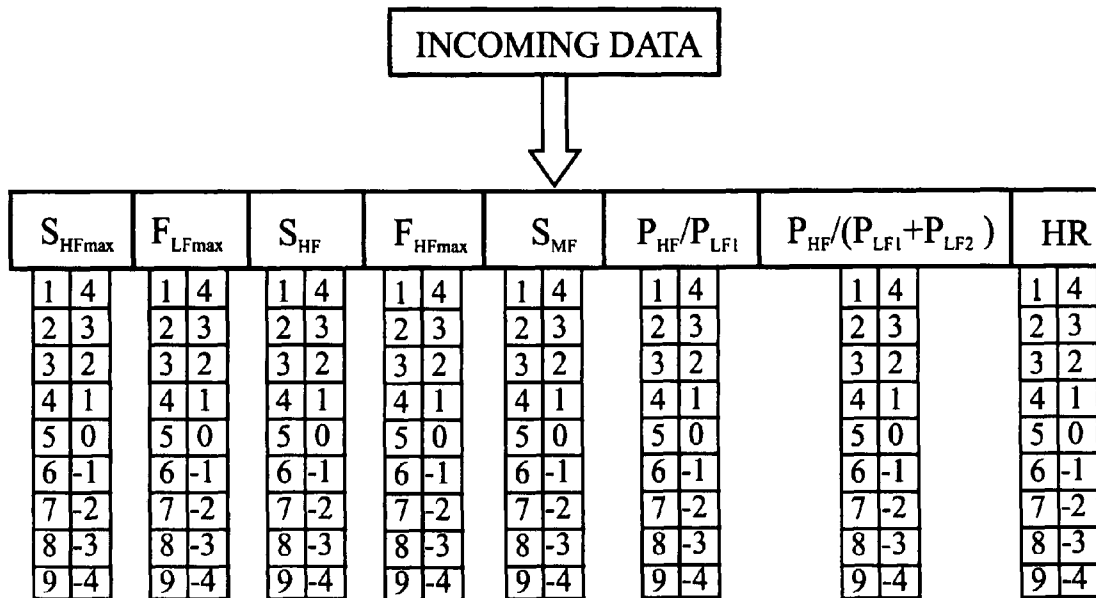 INCOMING DATA
S_HFmax F_LFmax S_HF F_HFmax S_MF P_HF/P_LF1 P_HF/(P_LF1+P_LF2) HR
1 4 1 4 1 4 1 4 1 4 1 4 1 4 1 4
2 3 2 3 2 3 2 3 2 3 2 3 2 3 2 3
3 2 3 2 3 2 3 2 3 2 3 2 3 2 3 2
4 1 4 1 4 1 4 1 4 1 4 1 4 1 4 1
5 0 5 0 5 0 5 0 5 0 5 0 5 0 5 0
6 -1 6 -1 6 -1 6 -1 6 -1 6 -1 6 -1 6 -1
7 -2 7 -2 7 -2 7 -2 7 -2 7 -2 7 -2 7 -2
8 -3 8 -3 8 -3 8 -3 8 -3 8 -3 8 -3 8 -3
9 -4 9 -4 9 -4 9 -4 9 -4 9 -4 9 -4 9 -4